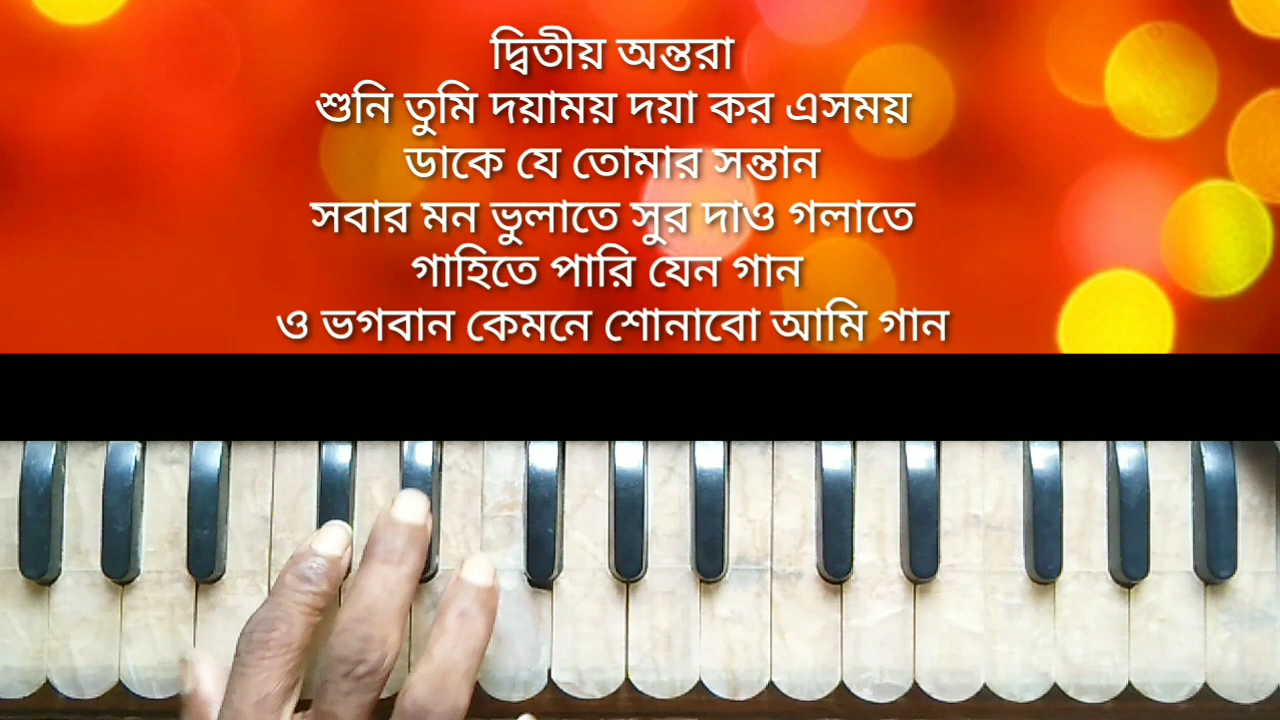 দ্বিতীয় অন্তরা
শুনি তুমি দয়াময় দয়া কর এসময়
ডাকে যে তোমার সন্তান
সবার মন ভুলাতে সুর দাও গলাতে
গাহিতে পারি যেন গান
ও ভগবান কেমনে শোনাবো আমি গান